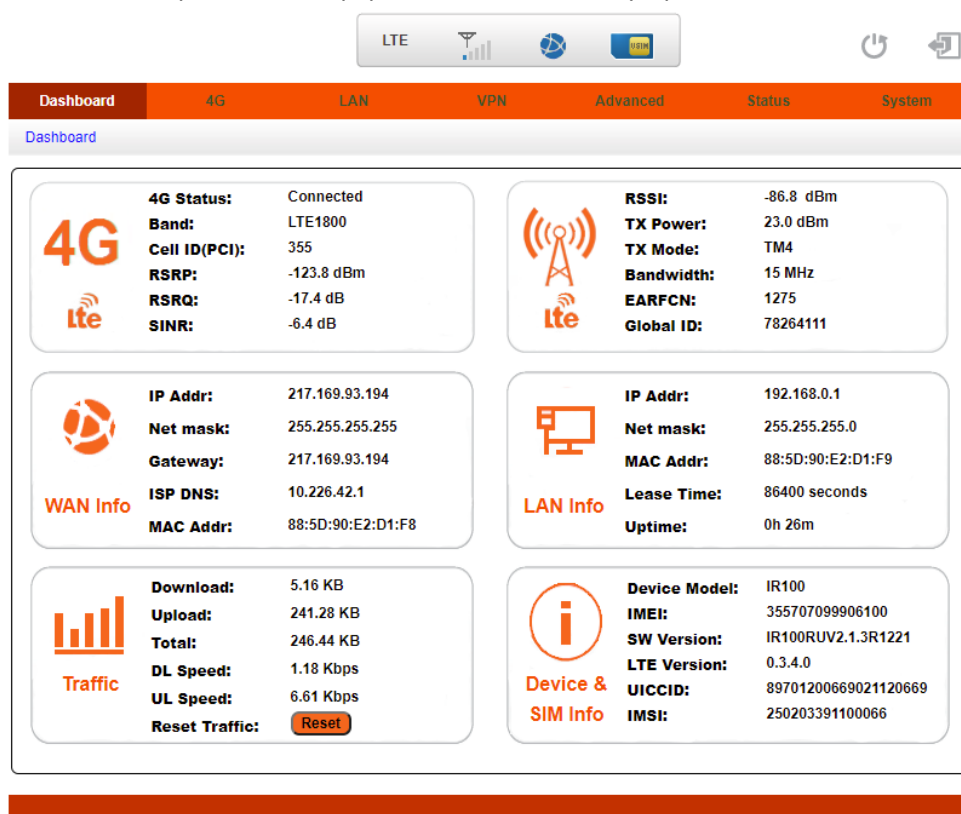 LTE
USIM
Dashboard 4G LAN VPN Advanced Status System
Dashboard
4G
Lte
4G Status: Connected
Band: LTE1800
Cell ID(PCI): 355
RSRP: -123.8 dBm
RSRQ: -17.4 dB
SINR: -6.4 dB
Lte
RSSI: -86.8 dBm
TX Power: 23.0 dBm
TX Mode: TM4
Bandwidth: 15 MHz
EARFCN: 1275
Global ID: 78264111
WAN Info
IP Addr: 217.169.93.194
Net mask: 255.255.255.255
Gateway: 217.169.93.194
ISP DNS: 10.226.42.1
MAC Addr: 88:5D:90:E2:D1:F8
LAN Info
IP Addr: 192.168.0.1
Net mask: 255.255.255.0
MAC Addr: 88:5D:90:E2:D1:F9
Lease Time: 86400 seconds
Uptime: 0h 26m
Traffic
Download: 5.16 KB
Upload: 241.28 KB
Total: 246.44 KB
DL Speed: 1.18 Kbps
UL Speed: 6.61 Kbps
Reset Traffic: Reset
i
Device &
SIM Info
Device Model: IR100
IMEI: 355707099906100
SW Version: IR100RUV2.1.3R1221
LTE Version: 0.3.4.0
UICCID: 89701200669021120669
IMSI: 250203391100066